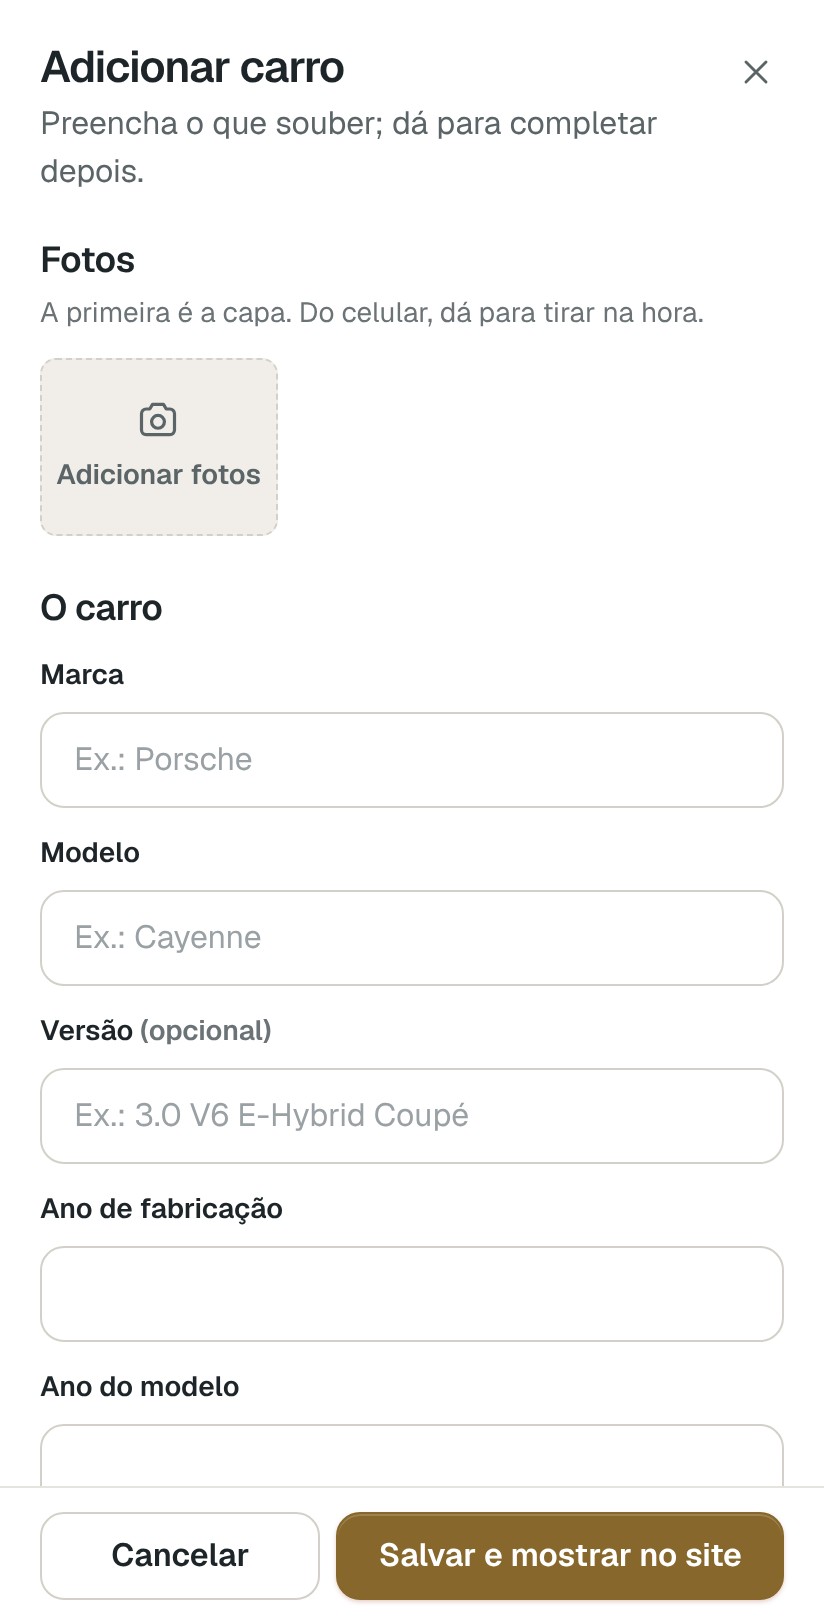 Adicionar carro
Preencha o que souber; dá para completar
depois.
Fotos
A primeira é a capa. Do celular, dá para tirar na hora.
Adicionar fotos
O carro
Marca
Ex.: Porsche
Modelo
Ex.: Cayenne
Versão (opcional)
Ex.: 3.0 V6 E-Hybrid Coupé
Ano de fabricação
Ano do modelo
Cancelar
Salvar e mostrar no site